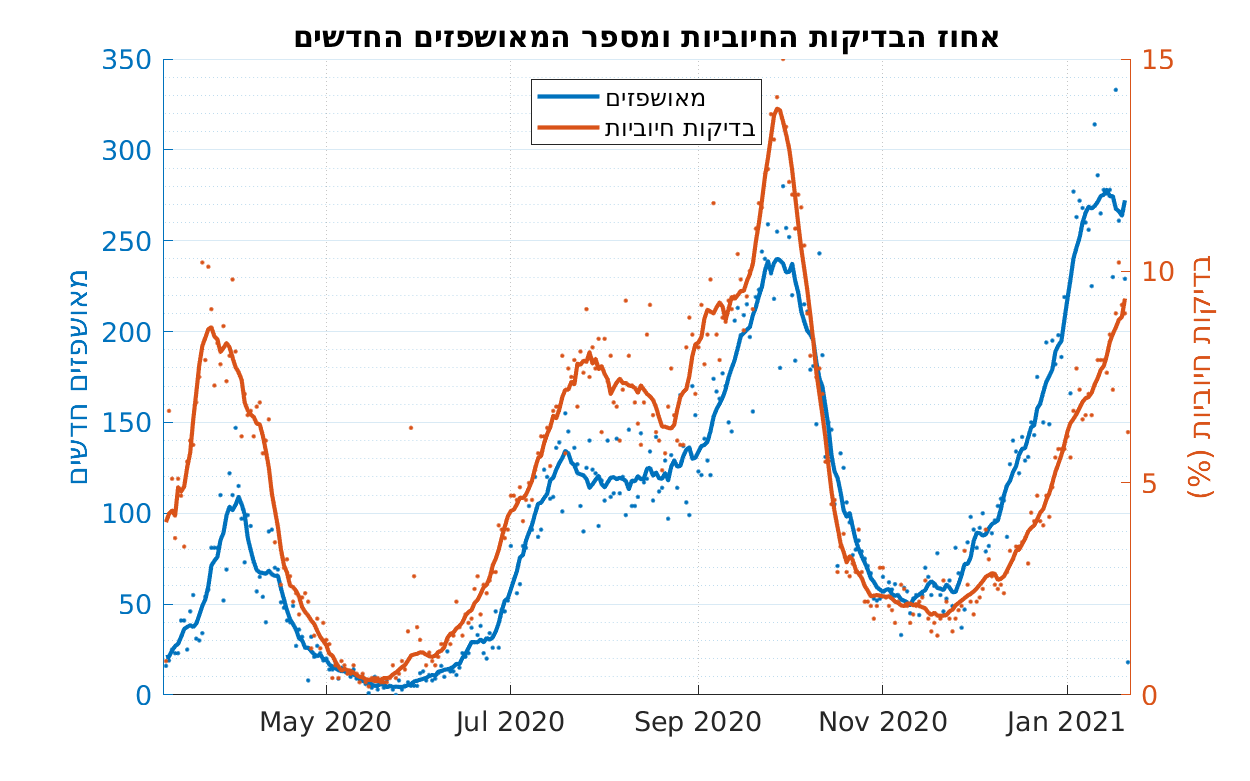 אחוז הבדיקות החיוביות ומספר המאושפזים החדשים
מאושפזים
בדיקות חיוביות
מאושפזים חדשים
350
300
250
200
150
100
50
0
בדיקות חיוביות (%)
15
10
5
0
May 2020
Jul 2020
Sep 2020
Nov 2020
Jan 2021